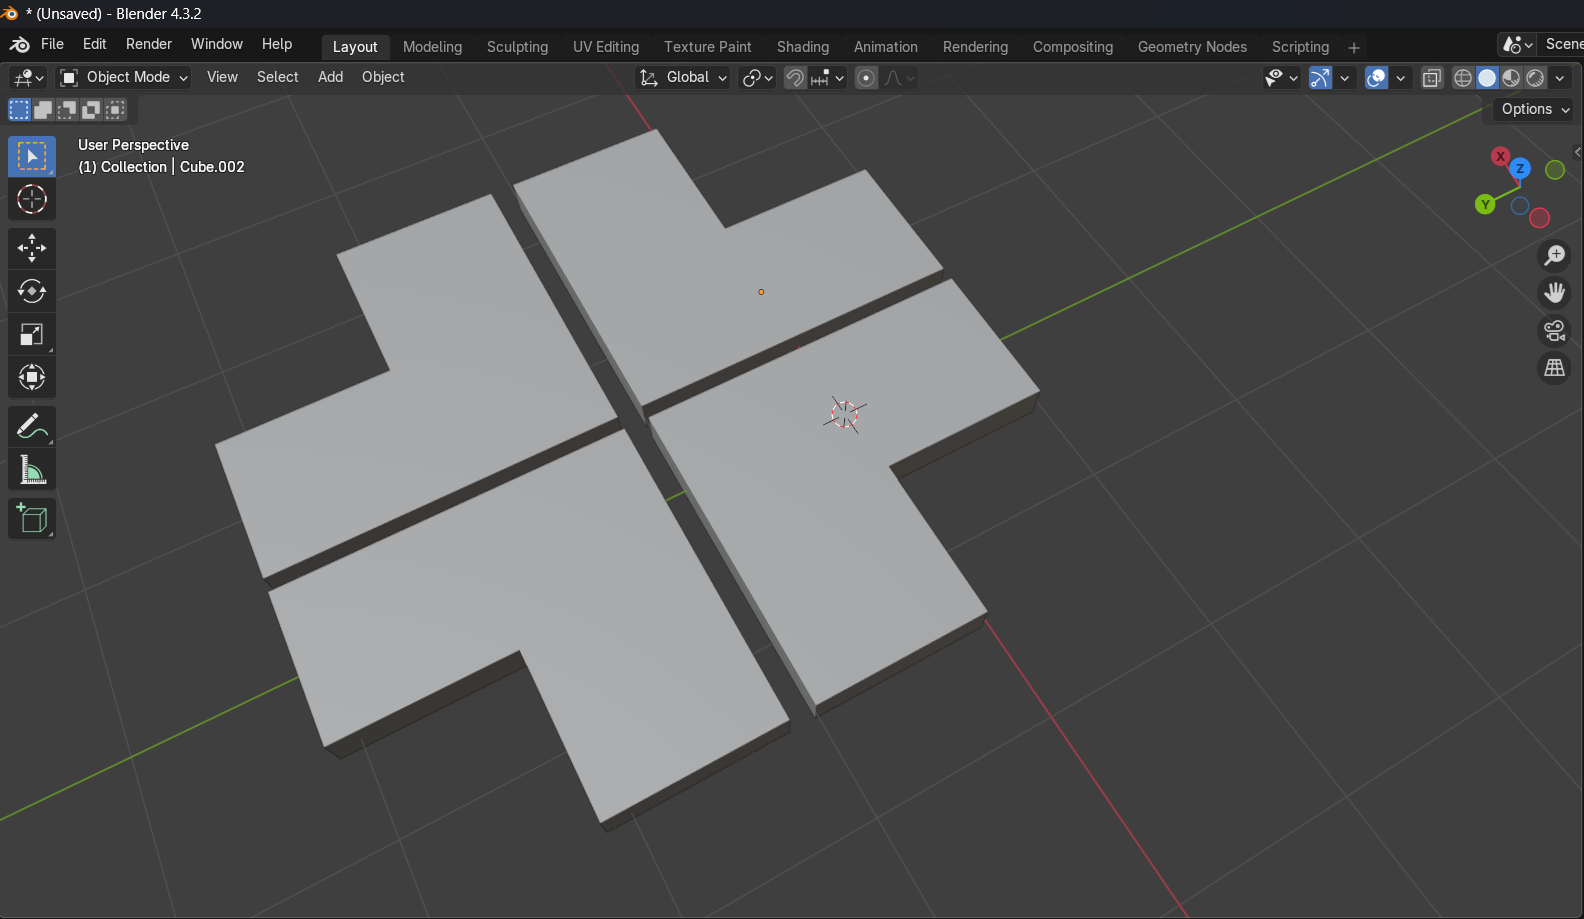 * (Unsaved) - Blender 4.3.2
File Edit Render Window Help Layout Modeling Sculpting UV Editing Texture Paint Shading Animation Rendering Compositing Geometry Nodes Scripting + Scene
Object Mode View Select Add Object Global
Options
User Perspective
(1) Collection | Cube.002
X
Z
Y